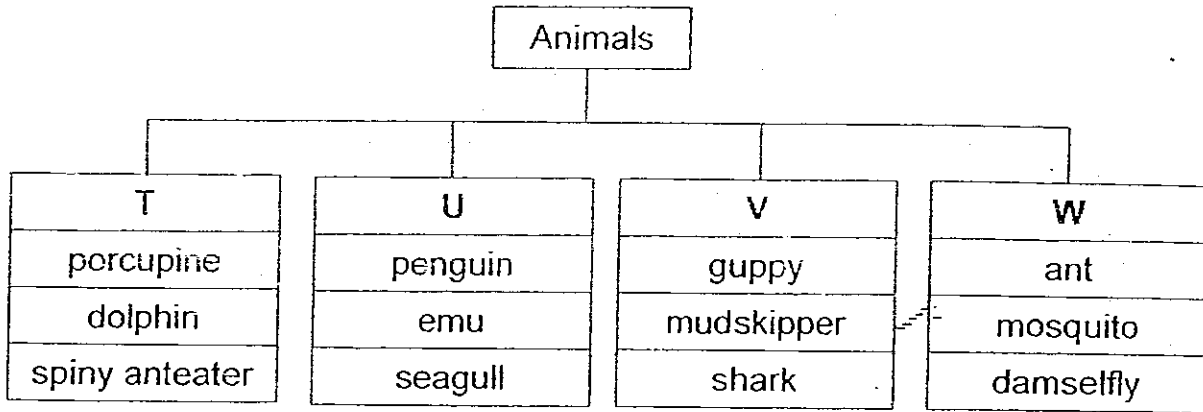 Animals
T
porcupine
dolphin
spiny anteater
U
penguin
emu
seagull
V
guppy
mudskipper
shark
W
ant
mosquito
damselfly